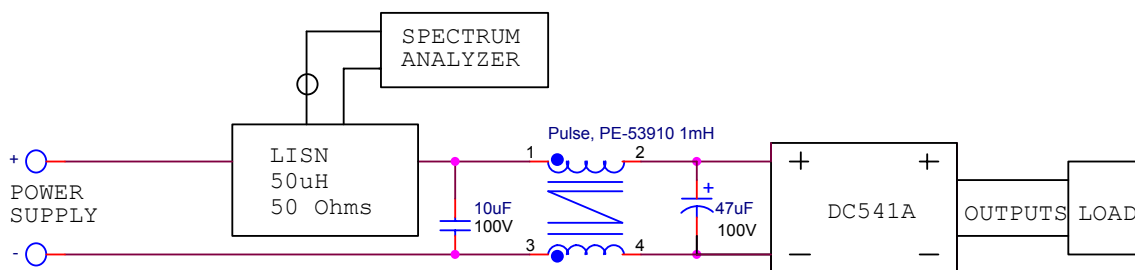 SPECTRUM
ANALYZER
Pulse, PE-53910 1mH
+
POWER
SUPPLY
-
LISN
50uH
50 Ohms
10uF
100V
1
2
3
4
+
47uF
100V
+
+
DC541A
-
-
OUTPUTS
LOAD